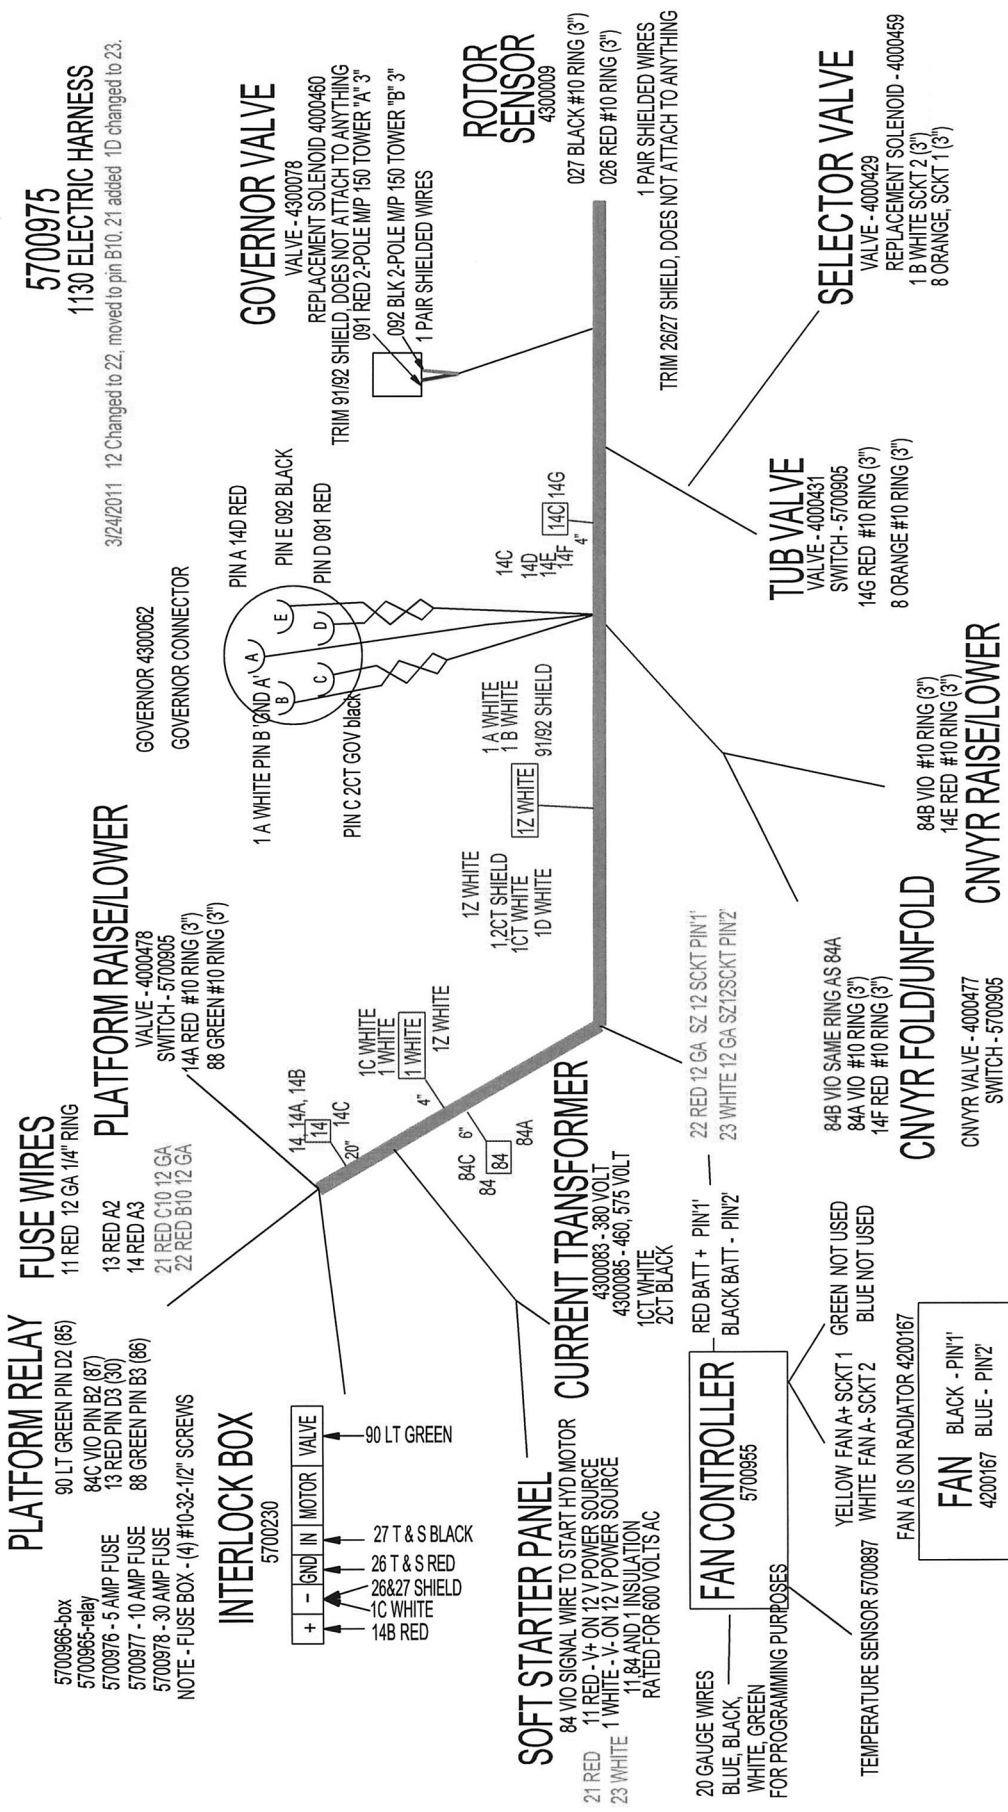 5700975
1130 ELECTRIC HARNESS
3/24/2011 12 Changed to 22, moved to pin B10, 21 added 1D changed to 23.
PLATFORM RELAY
90 LT GREEN PIN D2 (85)
84C VIO PIN B2 (87)
13 RED PIN D3 (30)
88 GREEN PIN B3 (86)
5700966-box
5700965-relay
5700976 - 5 AMP FUSE
5700977 - 10 AMP FUSE
5700978 - 30 AMP FUSE
NOTE - FUSE BOX - (4) #10-32-1/2" SCREWS
FUSE WIRES
11 RED 12 GA 1/4" RING
13 RED A2
14 RED A3
21 RED C10 12 GA
22 RED B10 12 GA
PLATFORM RAISE/LOWER
VALVE - 4000478
SWITCH - 5700905
14A RED #10 RING (3")
88 GREEN #10 RING (3")
GOVERNOR 4300062
GOVERNOR CONNECTOR
PIN A 14D RED
PIN E 092 BLACK
PIN D 091 RED
A
B
C
D
E
1 A WHITE PIN B 'GND A'
PIN C 2CT GOV black
GOVERNOR VALVE
VALVE - 4300078
REPLACEMENT SOLENOID 4000460
TRIM 91/92 SHIELD, DOES NOT ATTACH TO ANYTHING
091 RED 2-POLE M/P 150 TOWER "A" 3"
092 BLK 2-POLE M/P 150 TOWER "B" 3"
1 PAIR SHIELDED WIRES
ROTOR
SENSOR
4300009
027 BLACK #10 RING (3")
026 RED #10 RING (3")
1 PAIR SHIELDED WIRES
TRIM 26/27 SHIELD, DOES NOT ATTACH TO ANYTHING
INTERLOCK BOX
5700230
+ - GND IN MOTOR VALVE
90 LT GREEN
27 T & S BLACK
26 T & S RED
26&27 SHIELD
1C WHITE
14B RED
14, 14A, 14B
14
14C
20"
1C WHITE
1 WHITE
1 WHITE
1Z WHITE
4"
84C 6"
84
84
84A
1Z WHITE
1,2CT SHIELD
1CT WHITE
1D WHITE
1Z WHITE
1 A WHITE
1 B WHITE
91/92 SHIELD
14C
14D
14E
14F
4"
14C 14G
SOFT STARTER PANEL
84 VIO SIGNAL WIRE TO START HYD MOTOR
11 RED - V+ ON 12 V POWER SOURCE
1 WHITE - V- ON 12 V POWER SOURCE
11 84 AND 1 INSULATION
RATED FOR 600 VOLTS AC
21 RED
23 WHITE
CURRENT TRANSFORMER
4300083 - 380 VOLT
4300085 - 460, 575 VOLT
1CT WHITE
2CT BLACK
22 RED 12 GA SZ 12 SCKT PIN'1'
23 WHITE 12 GA SZ12SCKT PIN'2'
RED BATT + PIN'1'
BLACK BATT - PIN'2'
FAN CONTROLLER
5700955
20 GAUGE WIRES
BLUE, BLACK,
WHITE, GREEN
FOR PROGRAMMING PURPOSES
TEMPERATURE SENSOR 5700897
YELLOW FAN A+ SCKT 1
WHITE FAN A- SCKT 2
GREEN NOT USED
BLUE NOT USED
FAN A IS ON RADIATOR 4200167
FAN
4200167
BLACK - PIN'1'
BLUE - PIN'2'
84B VIO SAME RING AS 84A
84A VIO #10 RING (3")
14F RED #10 RING (3")
CNVYR FOLD/UNFOLD
CNVYR VALVE - 4000477
SWITCH - 5700905
84B VIO #10 RING (3")
14E RED #10 RING (3")
CNVYR RAISE/LOWER
TUB VALVE
VALVE - 4000431
SWITCH - 5700905
14G RED #10 RING (3")
8 ORANGE #10 RING (3")
SELECTOR VALVE
VALVE - 4000429
REPLACEMENT SOLENOID - 4000459
1 B WHITE SCKT 2 (3")
8 ORANGE, SCKT 1 (3")